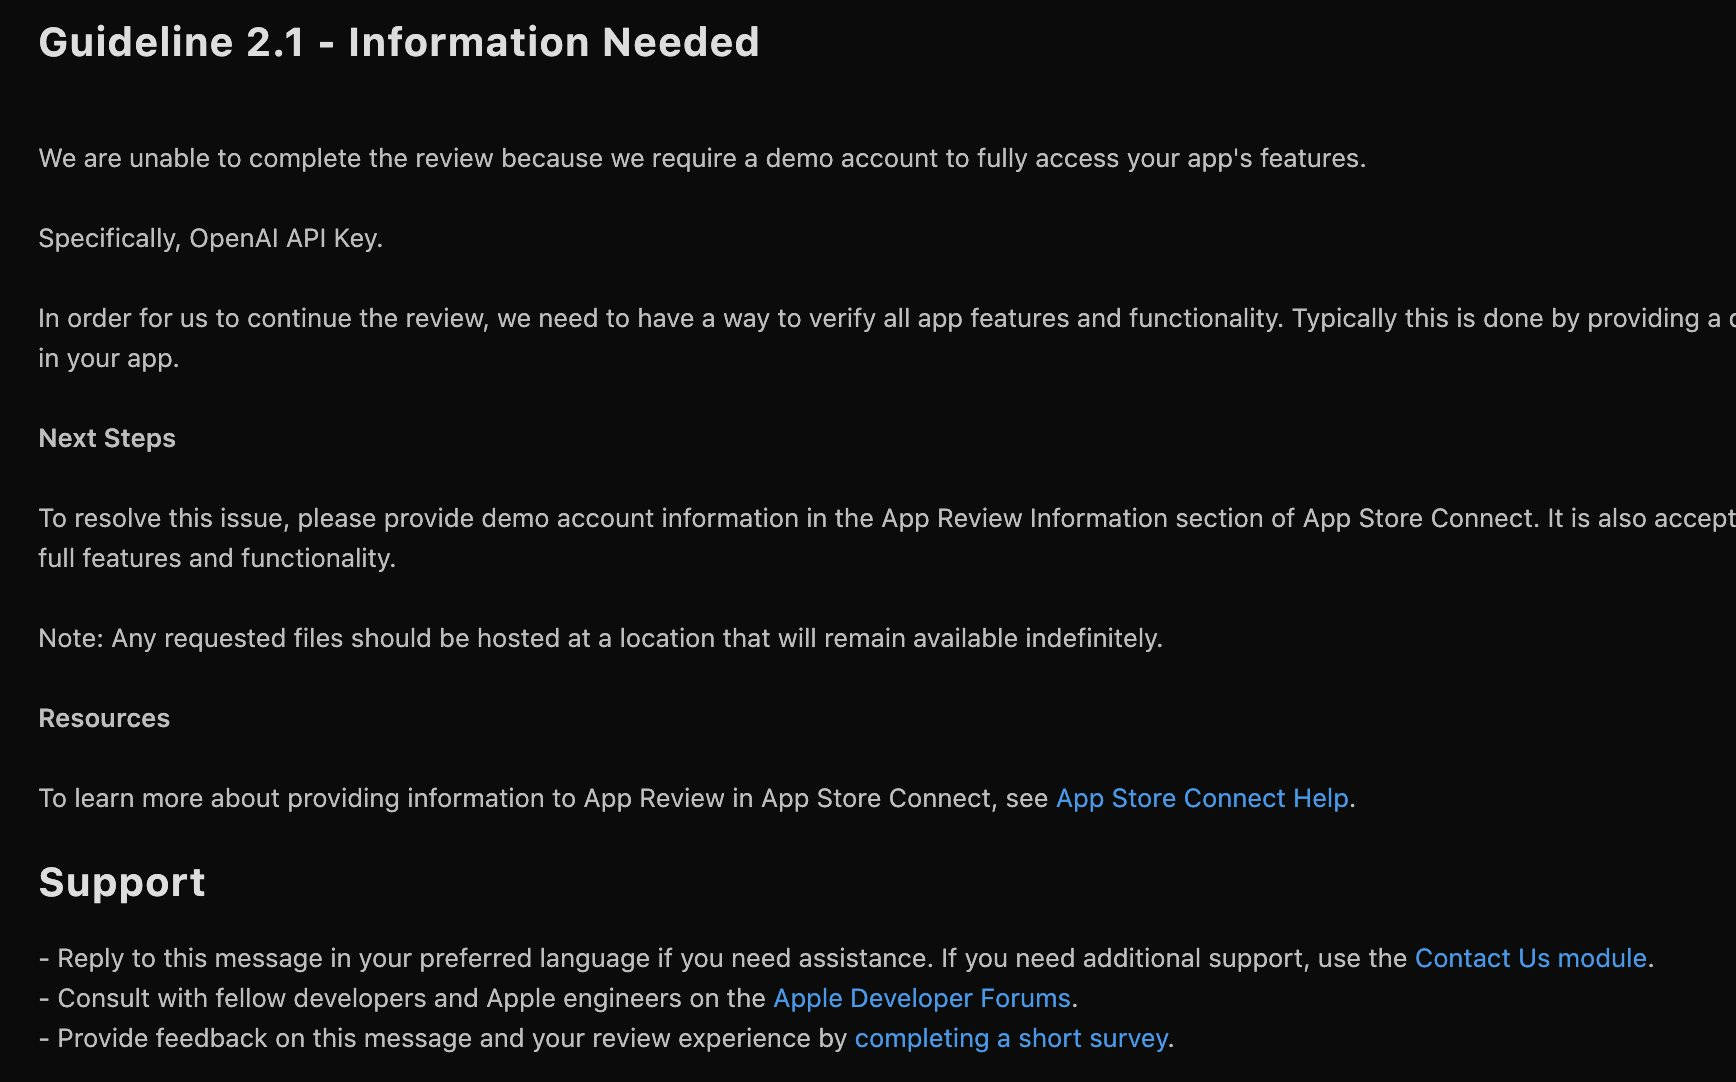 Guideline 2.1 - Information Needed
We are unable to complete the review because we require a demo account to fully access your app's features.
Specifically, OpenAI API Key.
In order for us to continue the review, we need to have a way to verify all app features and functionality. Typically this is done by providing a
in your app.
Next Steps
To resolve this issue, please provide demo account information in the App Review Information section of App Store Connect. It is also accept
full features and functionality.
Note: Any requested files should be hosted at a location that will remain available indefinitely.
Resources
To learn more about providing information to App Review in App Store Connect, see App Store Connect Help.
Support
- Reply to this message in your preferred language if you need assistance. If you need additional support, use the Contact Us module.
- Consult with fellow developers and Apple engineers on the Apple Developer Forums.
- Provide feedback on this message and your review experience by completing a short survey.